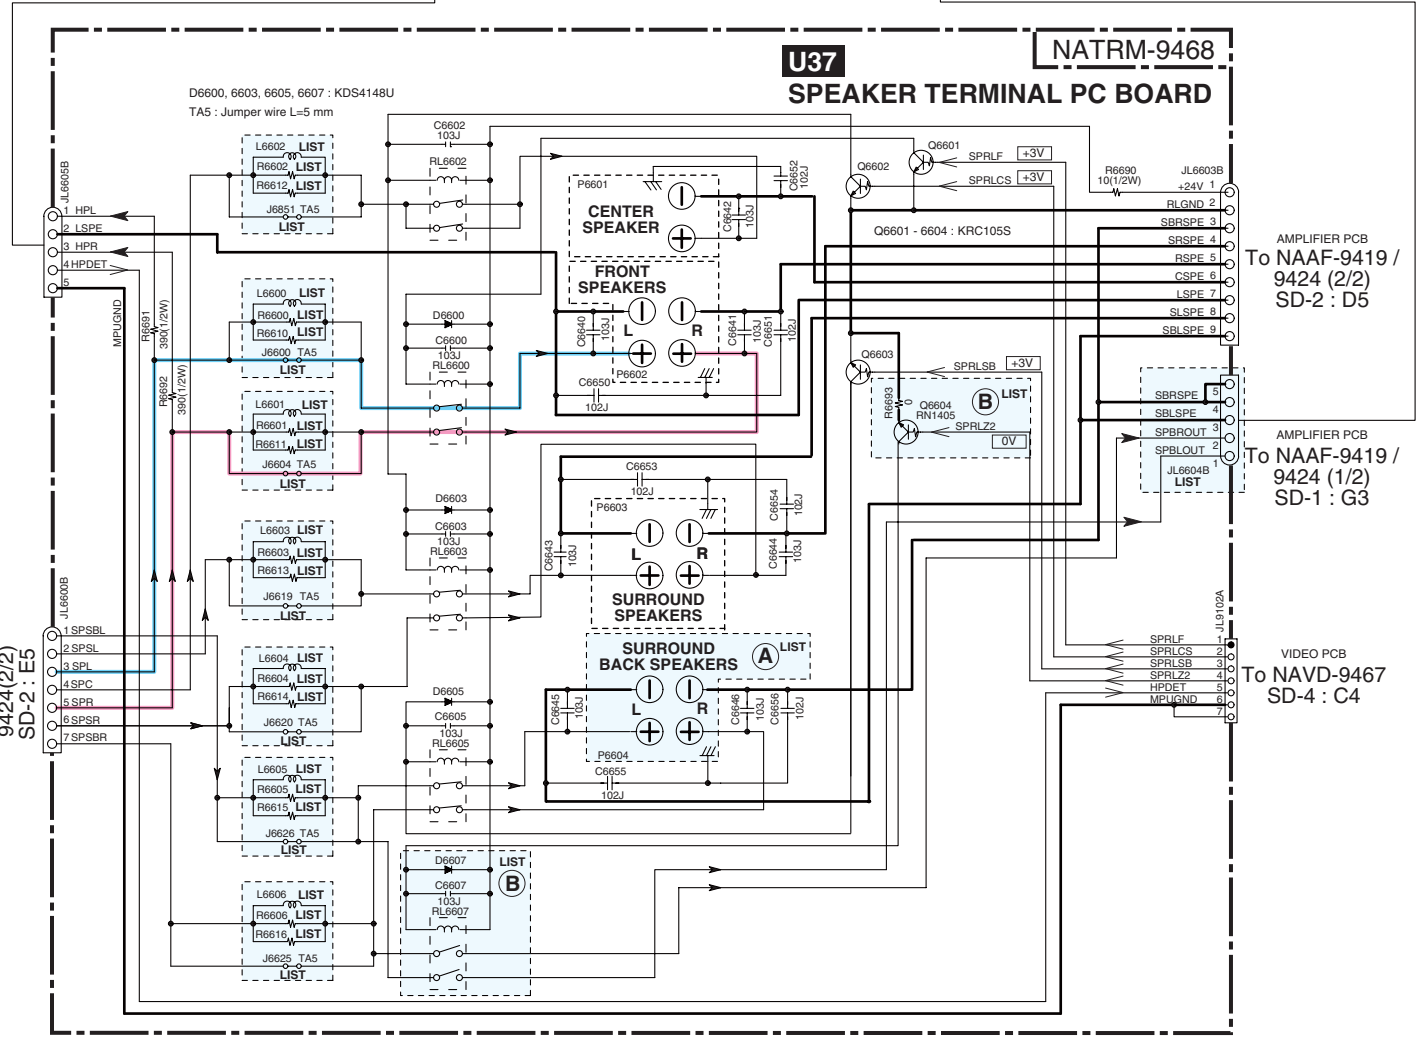 NATRM-9468
U37
SPEAKER TERMINAL PC BOARD
D6600, 6603, 6605, 6607 : KDS4148U
TA5 : Jumper wire L=5 mm
JL6605B
1 HPL
2 LSPE
3 HPR
4 HPDET
5
MPUGND
R6691
390(1/2W)
R6692
390(1/2W)
L6602 LIST
R6602 LIST
R6612 LIST
J6851 TA5
LIST
L6600 LIST
R6600 LIST
R6610 LIST
J6600 TA5
LIST
L6601 LIST
R6601 LIST
R6611 LIST
J6604 TA5
LIST
L6603 LIST
R6603 LIST
R6613 LIST
J6619 TA5
LIST
L6604 LIST
R6604 LIST
R6614 LIST
J6620 TA5
LIST
L6605 LIST
R6605 LIST
R6615 LIST
J6626 TA5
LIST
L6606 LIST
R6606 LIST
R6616 LIST
J6625 TA5
LIST
JL6600B
1 SPSBL
2 SPSL
3 SPL
4 SPC
5 SPR
6 SPSR
7 SPSBR
9424(2/2)
SD-2 : E5
C6602
103J
RL6602
D6600
C6600
103J
RL6600
D6603
C6603
103J
RL6603
D6605
C6605
103J
RL6605
D6607
C6607
103J
RL6607
LIST
B
P6601
CENTER
SPEAKER
C6652
102J
C6642
103J
FRONT
SPEAKERS
L
R
P6602
C6640
103J
C6641
103J
C6651
102J
C6650
102J
C6653
102J
P6603
L
R
SURROUND
SPEAKERS
C6643
103J
C6654
102J
C6644
103J
SURROUND
BACK SPEAKERS
A
LIST
L
R
P6604
C6645
103J
C6646
103J
C6656
102J
C6655
102J
Q6601
Q6602
SPRLF +3V
SPRLCS +3V
Q6601 - 6604 : KRC105S
Q6603
SPRLSB +3V
R6693
0
Q6604
RN1405
B
LIST
SPRLZ2
0V
R6690
10(1/2W)
JL6603B
+24V 1
RLGND 2
SBRSPE 3
SRSPE 4
RSPE 5
CSPE 6
LSPE 7
SLSPE 8
SBLSPE 9
AMPLIFIER PCB
To NAAF-9419 /
9424 (2/2)
SD-2 : D5
SBRSPE 5
SBLSPE 4
SPBROUT 3
SPBLOUT 2
1
JL6604B
LIST
AMPLIFIER PCB
To NAAF-9419 /
9424 (1/2)
SD-1 : G3
JL9102A
SPRLF 1
SPRLCS 2
SPRLSB 3
SPRLZ2 4
HPDET 5
MPUGND 6
7
VIDEO PCB
To NAVD-9467
SD-4 : C4